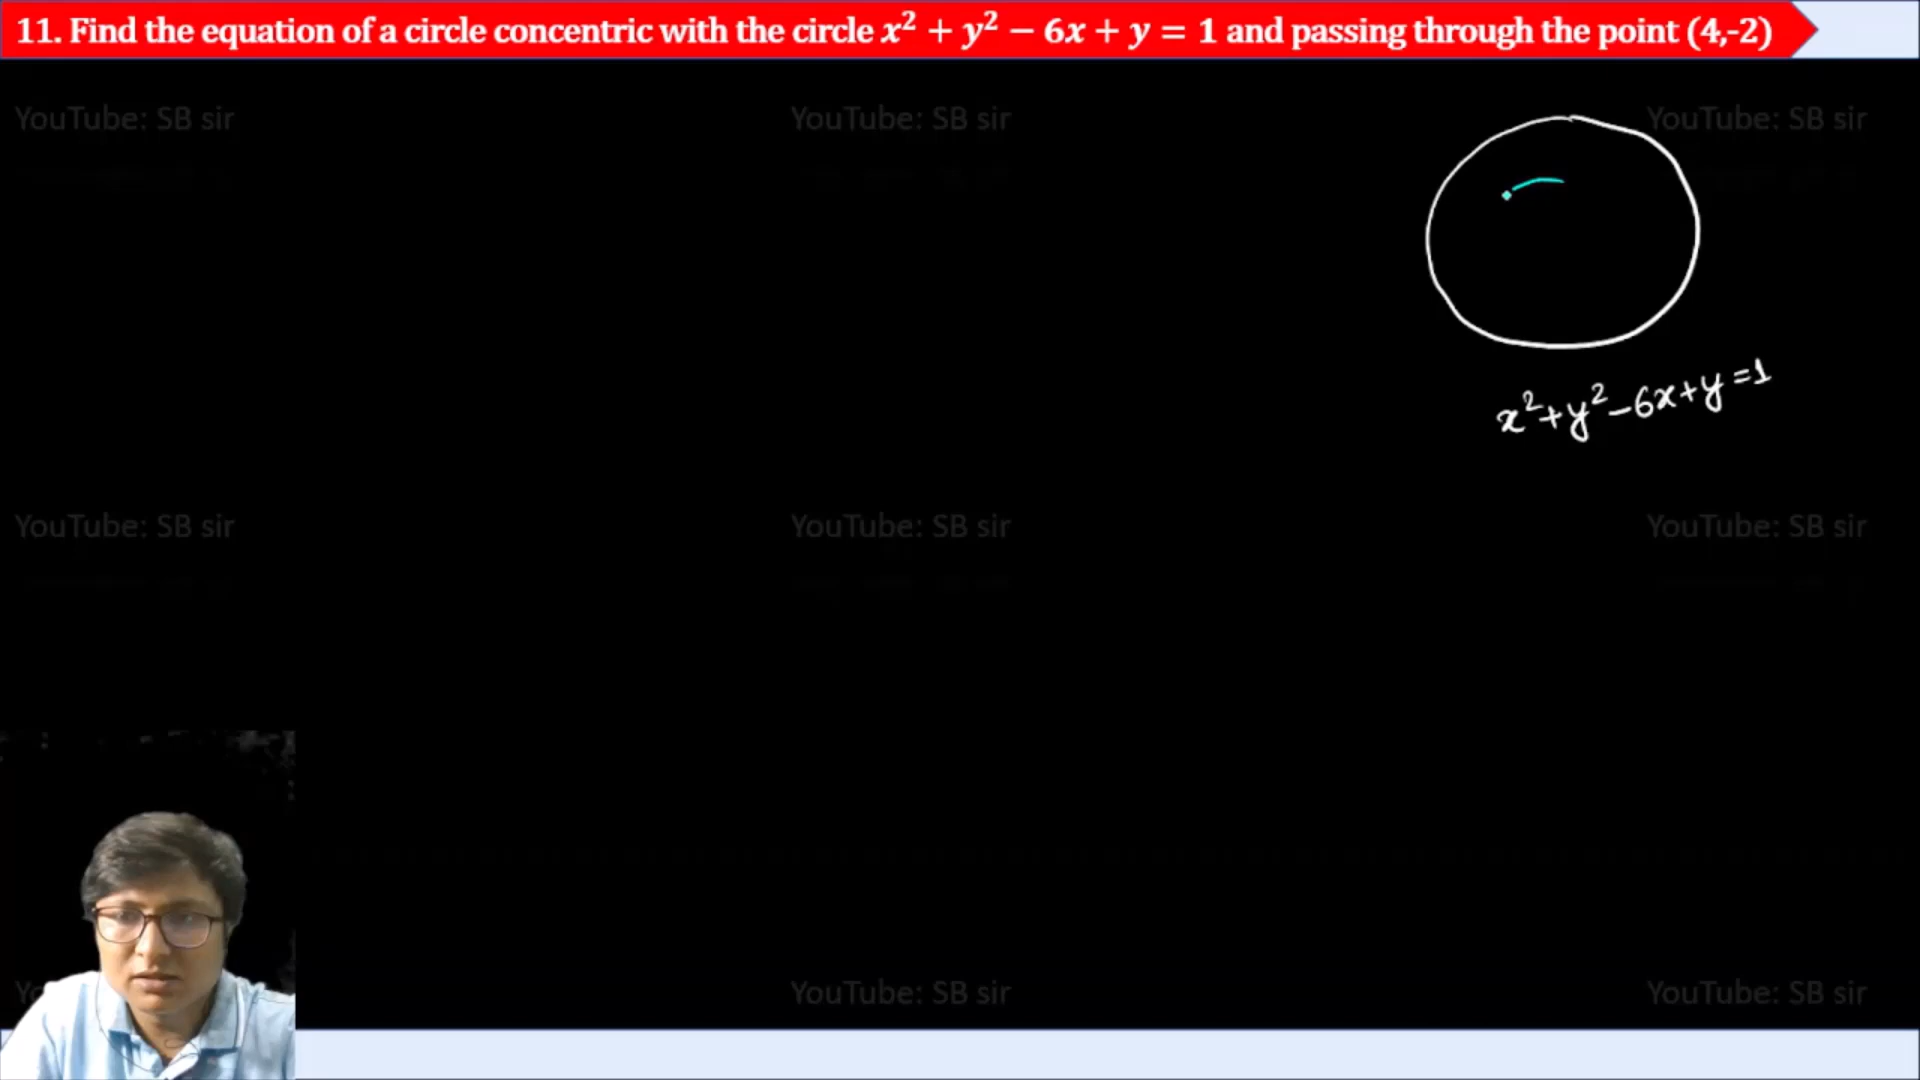 11. Find the equation of a circle concentric with the circle x² + y² − 6x + y = 1 and passing through the point (4,-2)
YouTube: SB sir YouTube: SB sir YouTube: SB sir
x²+y²−6x+y=1
YouTube: SB sir YouTube: SB sir YouTube: SB sir
YouTube: SB sir YouTube: SB sir